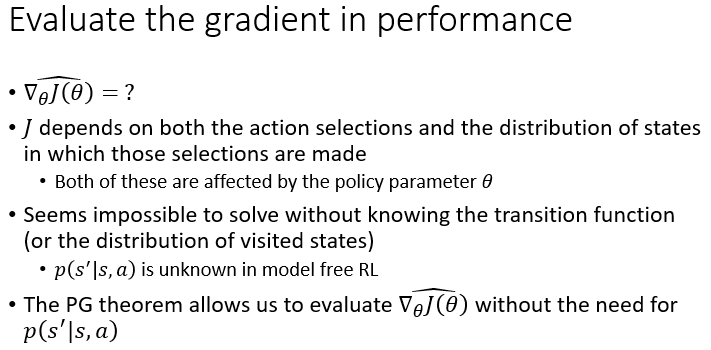 Evaluate the gradient in performance
• $\widehat{\nabla_\theta J(\theta)}$ = ?
• J depends on both the action selections and the distribution of states
in which those selections are made
• Both of these are affected by the policy parameter θ
• Seems impossible to solve without knowing the transition function
(or the distribution of visited states)
• p(s′|s, a) is unknown in model free RL
• The PG theorem allows us to evaluate $\widehat{\nabla_\theta J(\theta)}$ without the need for
p(s′|s, a)